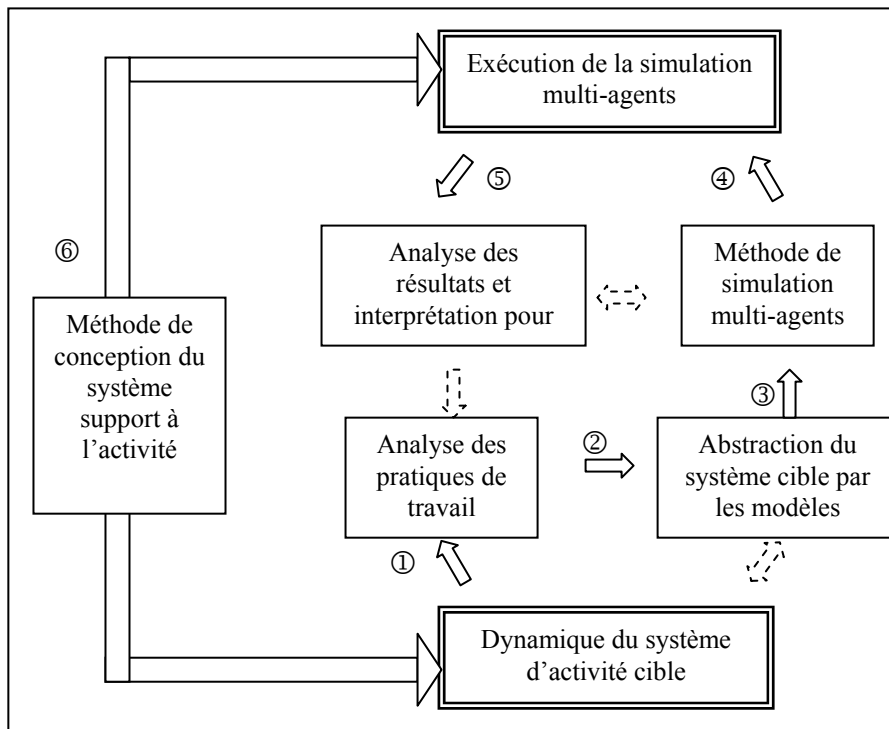 Exécution de la simulation
multi-agents
⑤
④
⑥
Analyse des
résultats et
interprétation pour
Méthode de
simulation
multi-agents
Méthode de
conception du
système
support à
l’activité
③
Analyse des
pratiques de
travail
②
Abstraction du
système cible par
les modèles
①
Dynamique du système
d’activité cible